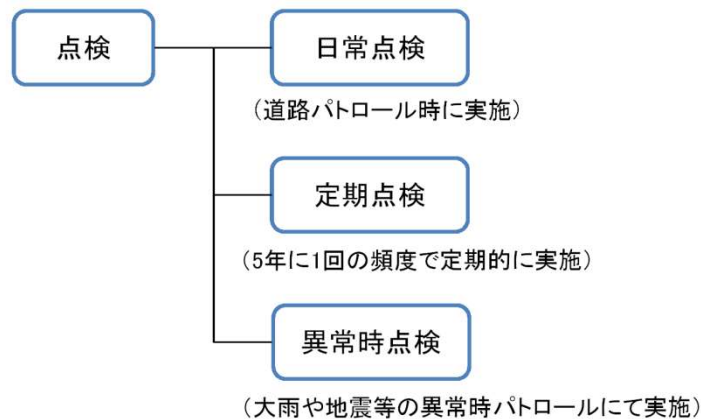 点検
日常点検
(道路パトロール時に実施)
定期点検
(5年に1回の頻度で定期的に実施)
異常時点検
(大雨や地震等の異常時パトロールにて実施)